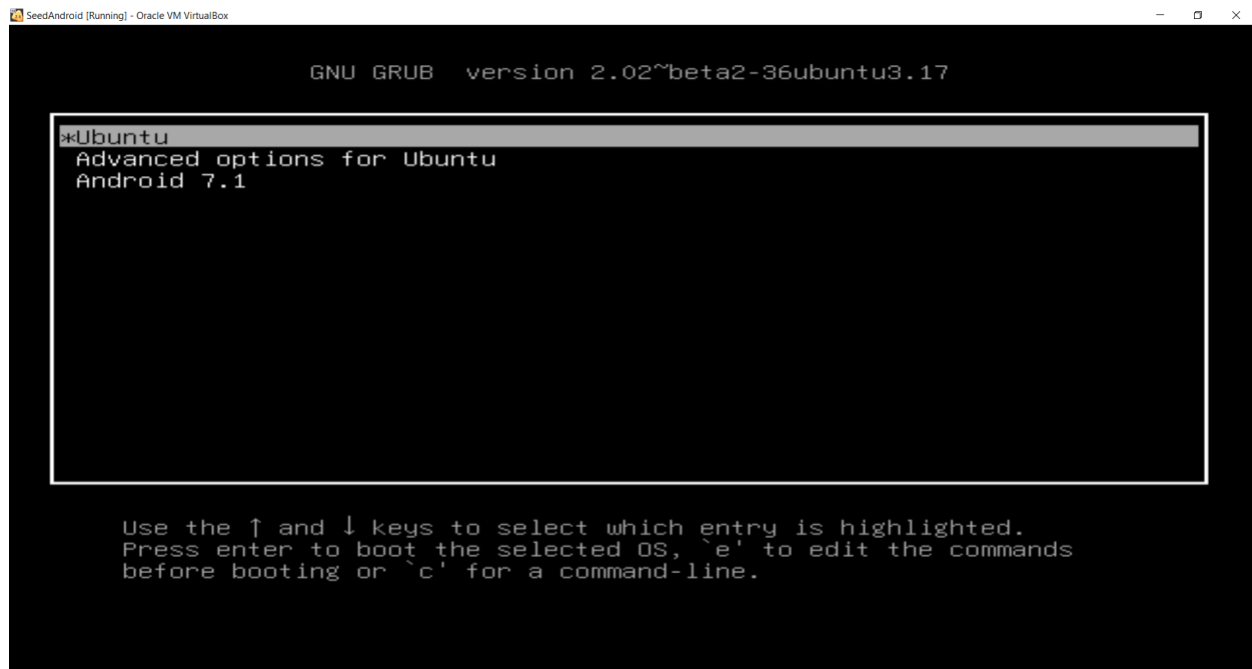 SeedAndroid [Running] - Oracle VM VirtualBox
GNU GRUB  version 2.02~beta2-36ubuntu3.17
*Ubuntu
Advanced options for Ubuntu
Android 7.1
Use the ↑ and ↓ keys to select which entry is highlighted.
Press enter to boot the selected OS, `e' to edit the commands
before booting or `c' for a command-line.